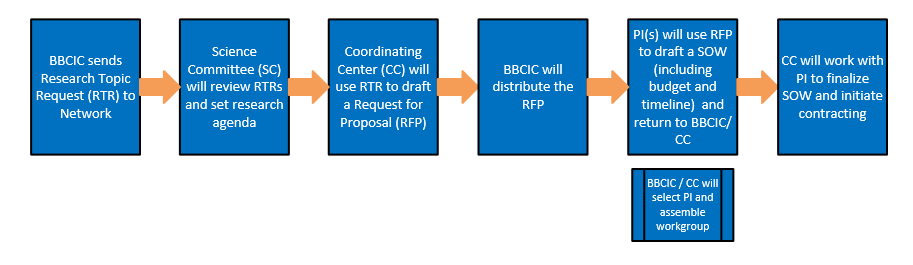 BBCIC sends
Research Topic
Request (RTR) to
Network
Science
Committee (SC)
will review RTRs
and set research
agenda
Coordinating
Center (CC) will
use RTR to draft
a Request for
Proposal (RFP)
BBCIC will
distribute the
RFP
PI(s) will use RFP
to draft a SOW
(including
budget and
timeline) and
return to BBCIC/
CC
CC will work with
PI to finalize
SOW and initiate
contracting
BBCIC / CC will
select PI and
assemble
workgroup